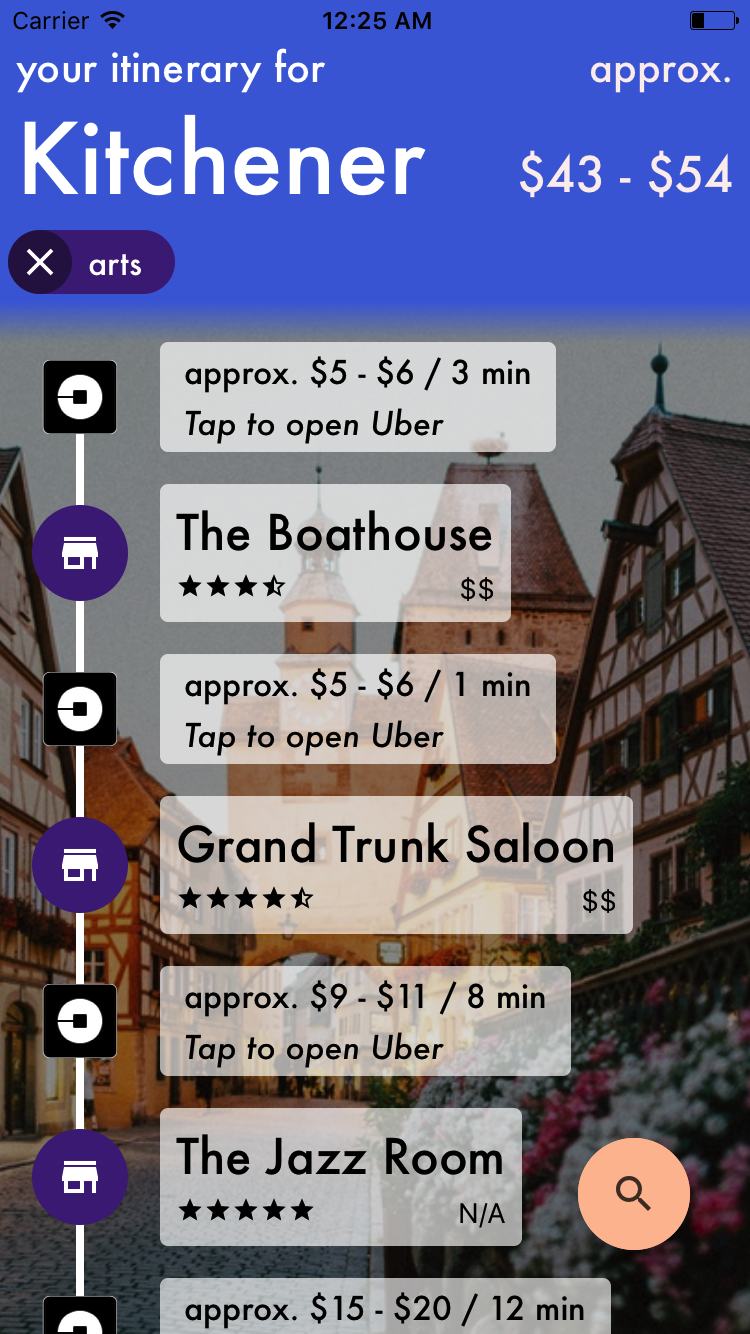 Carrier 12:25 AM
your itinerary for approx.
Kitchener $43 - $54
arts
approx. $5 - $6 / 3 min
Tap to open Uber
The Boathouse
$$
approx. $5 - $6 / 1 min
Tap to open Uber
Grand Trunk Saloon
$$
approx. $9 - $11 / 8 min
Tap to open Uber
The Jazz Room
N/A
approx. $15 - $20 / 12 min